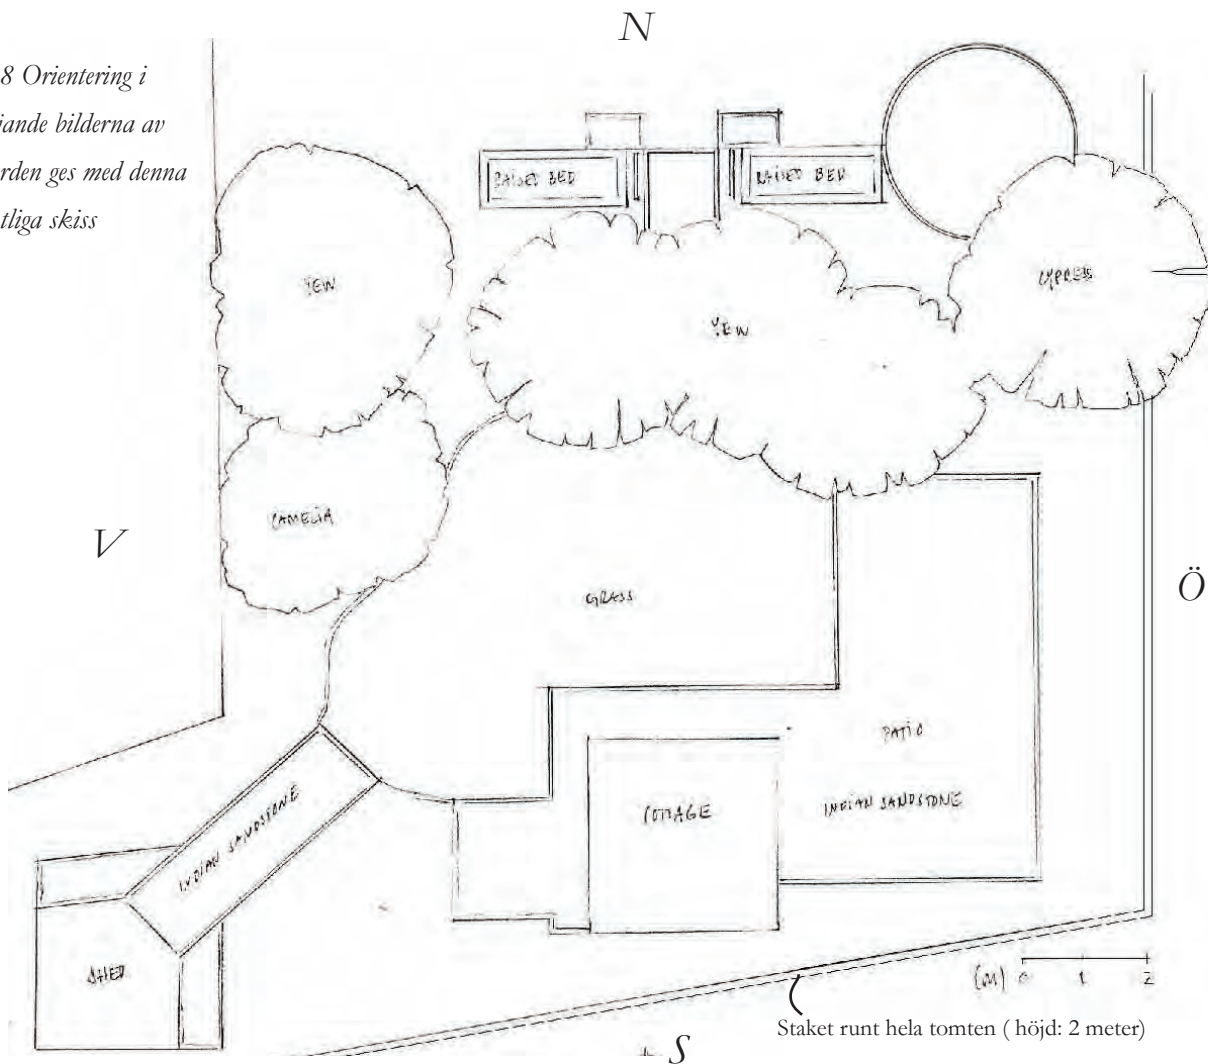 N
8 Orientering i
jande bilderna av
rden ges med denna
tliga skiss
RAISED BED
RAISED BED
YEW
YEW
CYPRESS
CAMELIA
V
Ö
GRASS
PATIO
INDIAN SANDSTONE
COTTAGE
INDIAN SANDSTONE
SHED
(m) 0 1 2
Staket runt hela tomten ( höjd: 2 meter)
S